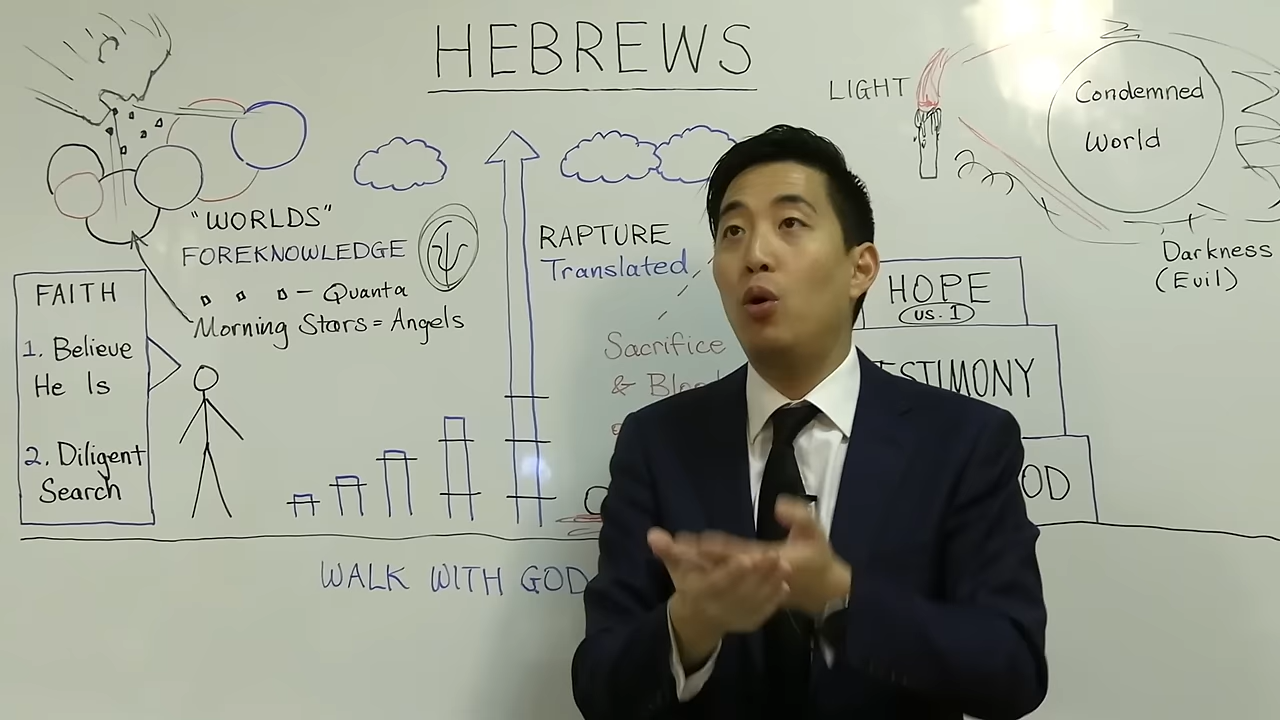 HEBREWS
LIGHT
Condemned
World
"WORLDS"
FOREKNOWLEDGE
Ψ
RAPTURE
Translated
Darkness
(Evil)
- Quanta
Morning Stars = Angels
FAITH
1. Believe
He Is
2. Diligent
Search
HOPE
vs. 1
Sacrifice
&
WALK WITH GOD